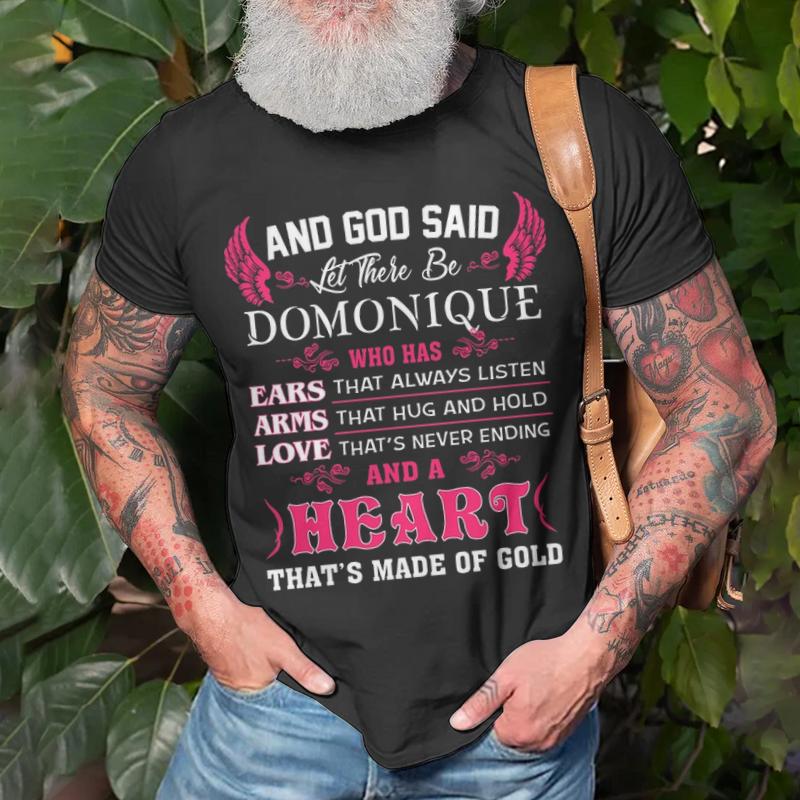 AND GOD SAID
Let There Be
DOMONIQUE
WHO HAS
EARS THAT ALWAYS LISTEN
ARMS THAT HUG AND HOLD
LOVE THAT'S NEVER ENDING
AND A
HEART
THAT'S MADE OF GOLD
Estuardo